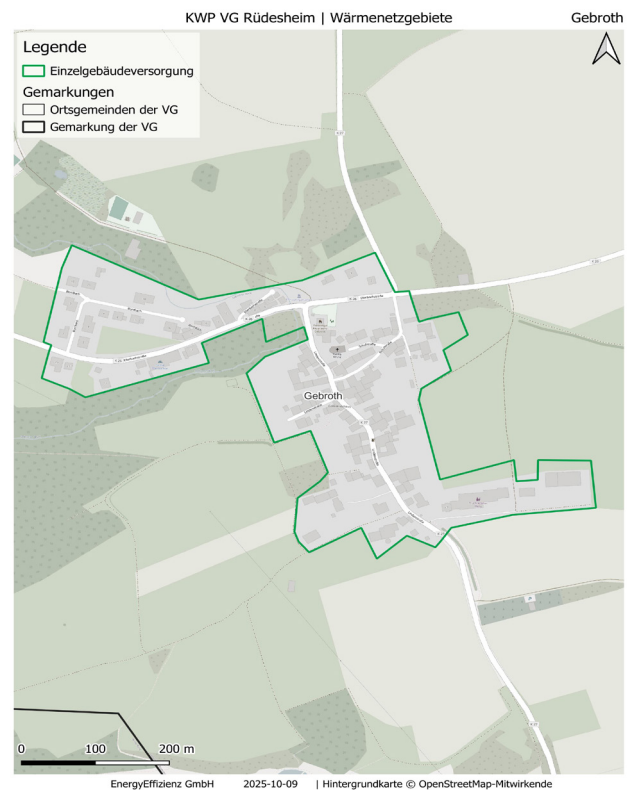 KWP VG Rüdesheim | Wärmenetzgebiete
Gebroth
Legende
Einzelgebäudeversorgung
Gemarkungen
Ortsgemeinden der VG
Gemarkung der VG
Gebroth
0 100 200 m
EnergyEffizienz GmbH 2025-10-09 | Hintergrundkarte © OpenStreetMap-Mitwirkende